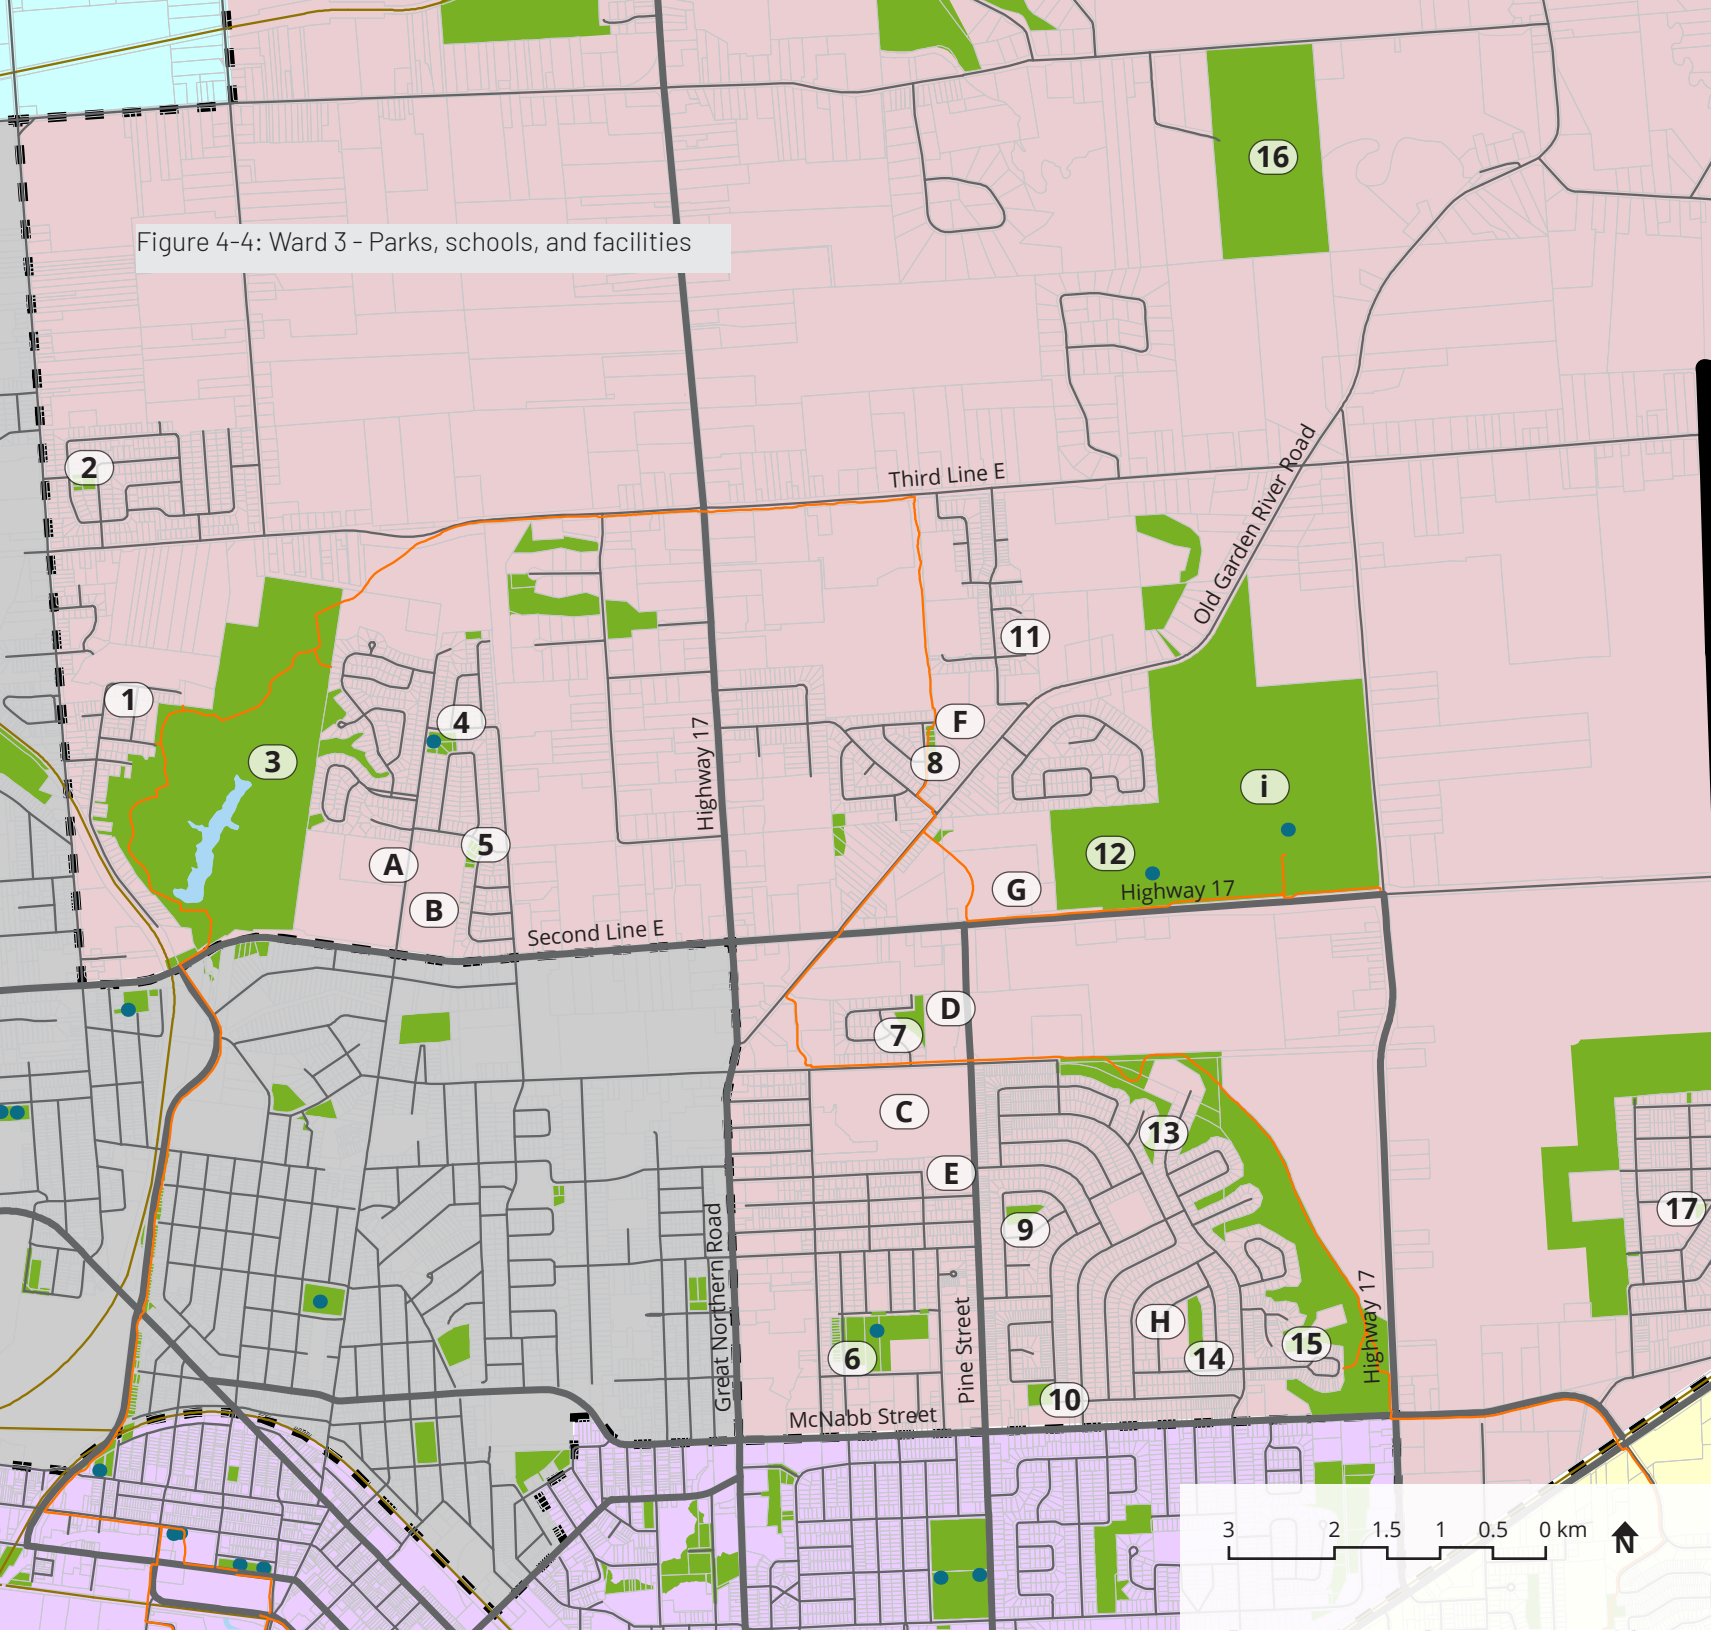 16
Figure 4-4: Ward 3 - Parks, schools, and facilities
2
Third Line E
Old Garden River Road
11
1
4
F
3
Highway 17
8
i
5
A
12
G
Highway 17
B
Second Line E
D
7
C
13
E
9
17
Great Northern Road
Pine Street
H
Highway 17
6
14
15
10
McNabb Street
3 2 1.5 1 0.5 0 km
N